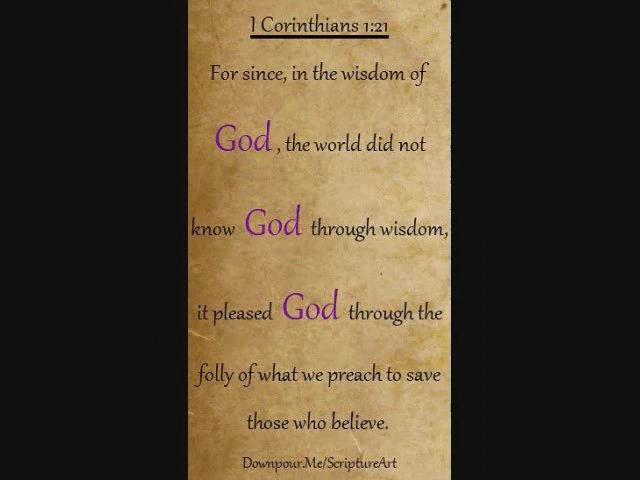 1 Corinthians 1:21
For since, in the wisdom of
God, the world did not
know God through wisdom,
it pleased God through the
folly of what we preach to save
those who believe.
Downpour.Me/ScriptureArt